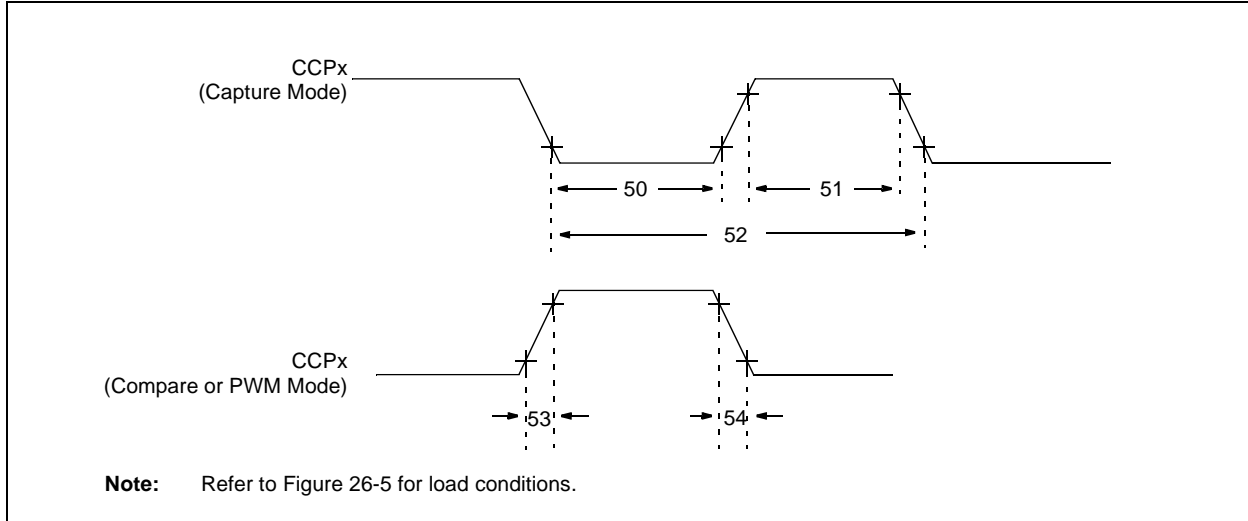 CCPx
(Capture Mode)
50
51
52
CCPx
(Compare or PWM Mode)
53
54
Note: Refer to Figure 26-5 for load conditions.